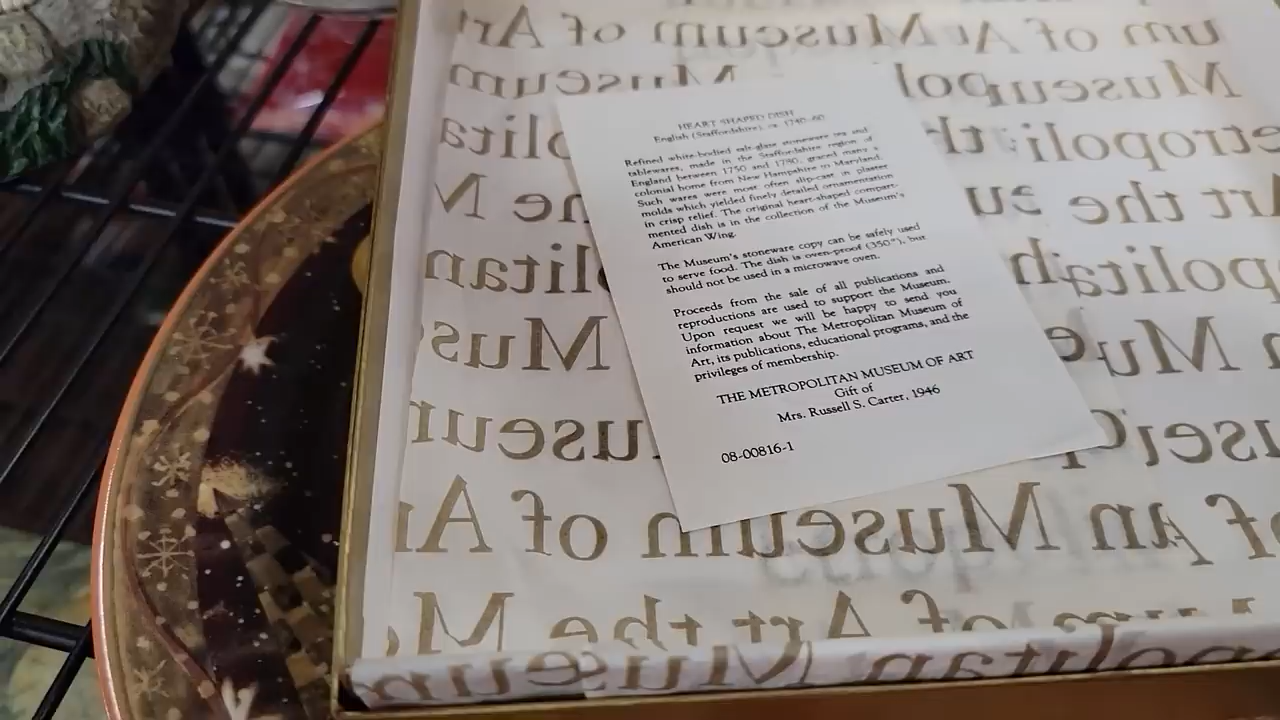 HEART SHAPED DISH
English (Staffordshire), ca. 1740-60
Refined white-bodied salt-glaze stoneware tea and
tablewares, made in the Staffordshire region of
England between 1750 and 1780, graced many a
colonial home from New Hampshire to Maryland.
Such wares were most often slip-cast in plaster
molds which yielded finely detailed ornamentation
in crisp relief. The original heart-shaped compart-
mented dish is in the collection of the Museum's
American Wing.
The Museum's stoneware copy can be safely used
to serve food. The dish is oven-proof (350°), but
should not be used in a microwave oven.
Proceeds from the sale of all publications and
reproductions are used to support the Museum.
Upon request we will be happy to send you
information about The Metropolitan Museum of
Art, its publications, educational programs, and the
privileges of membership.
THE METROPOLITAN MUSEUM OF ART
Gift of
Mrs. Russell S. Carter, 1946
08-00816-1